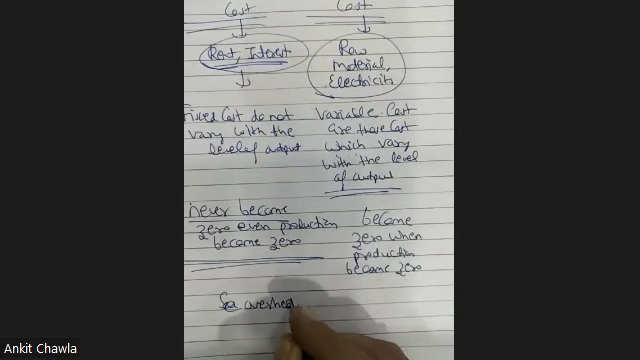 Cost
Cost
Rent, Interest
Raw
Material,
Electricity
Fixed Cost do not
vary with the
level of output
Variable Cost
are those Cost
which vary
with the level
of output
never become
zero even production
become zero
become
zero when
production
become zero
Ankit Chawla